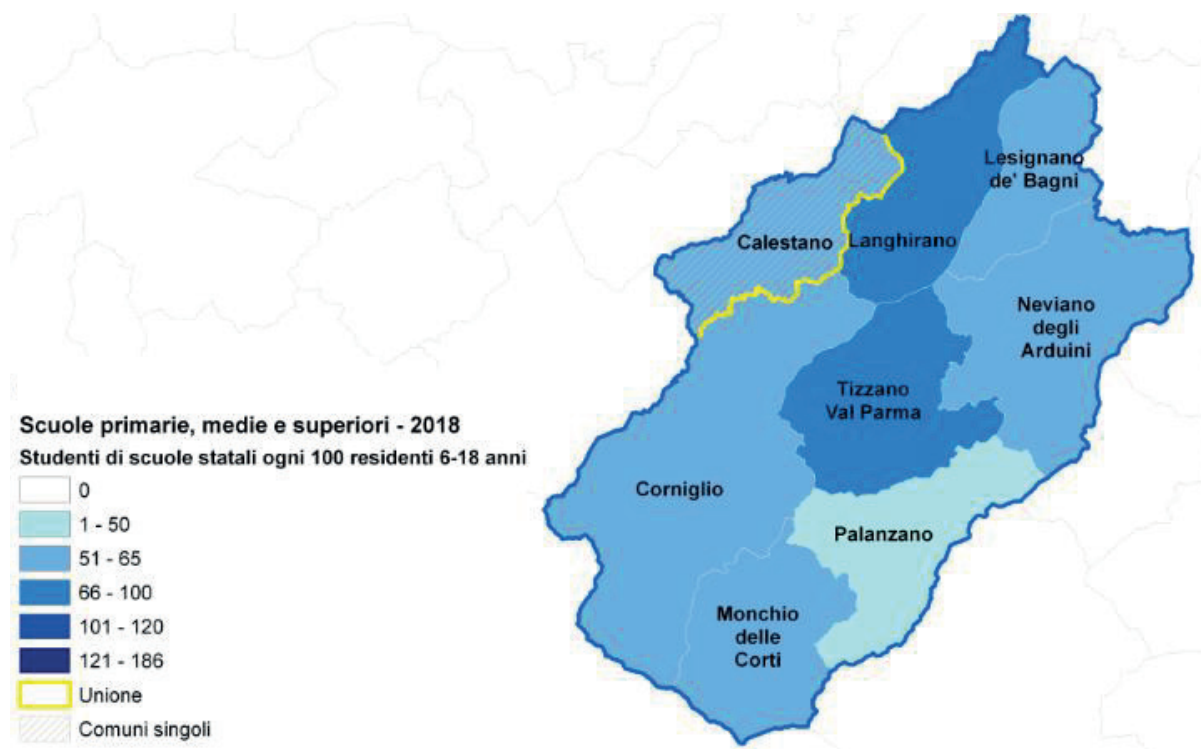 Lesignano
de' Bagni
Calestano
Langhirano
Neviano
degli
Arduini
Tizzano
Val Parma
Corniglio
Palanzano
Monchio
delle
Corti
Scuole primarie, medie e superiori - 2018
Studenti di scuole statali ogni 100 residenti 6-18 anni
0
1 - 50
51 - 65
66 - 100
101 - 120
121 - 186
Unione
Comuni singoli